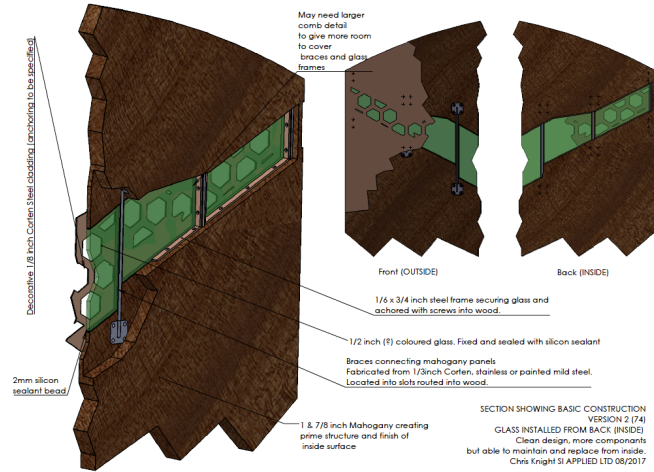 May need larger
comb detail
to give more room
to cover
braces and glass
frames
Decorative 1/8 inch Corten Steel cladding (anchoring to be specified)
Front (OUTSIDE)
Back (INSIDE)
1/6 x 3/4 inch steel frame securing glass and
achored with screws into wood.
1/2 inch (?) coloured glass. Fixed and sealed with silicon sealant
Braces connecting mahogany panels
Fabricated from 1/3inch Corten, stainless or painted mild steel.
Located into slots routed into wood.
2mm silicon
sealant bead
1 & 7/8 inch Mahogany creating
prime structure and finish of
inside surface
SECTION SHOWING BASIC CONSTRUCTION
VERSION 2 (74)
GLASS INSTALLED FROM BACK (INSIDE)
Clean design, more componants
but able to maintain and replace from inside.
Chris Knight SI APPLIED LTD 08/2017